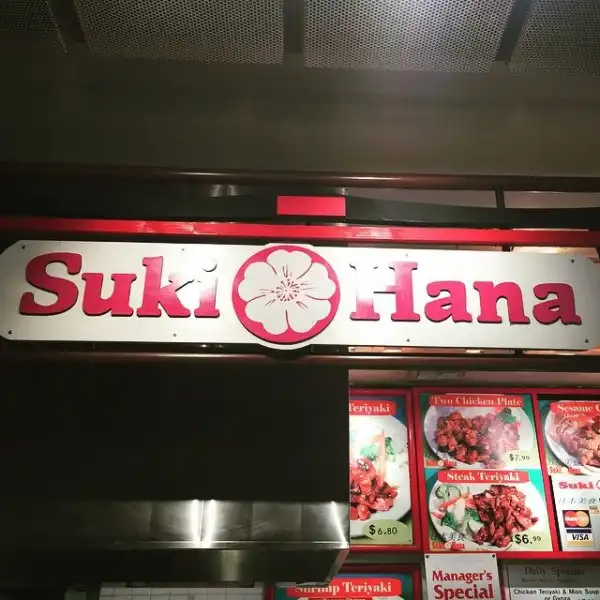 Suki Hana
Teriyaki
$6.80
Two Chicken Plate
$7.99
Steak Teriyaki
$6.99
Sesame
Suki
VISA
Shrimp Teriyaki
Manager's
Special
Daily Specials
Chicken Teriyaki & Miso Soup
or Gyoza